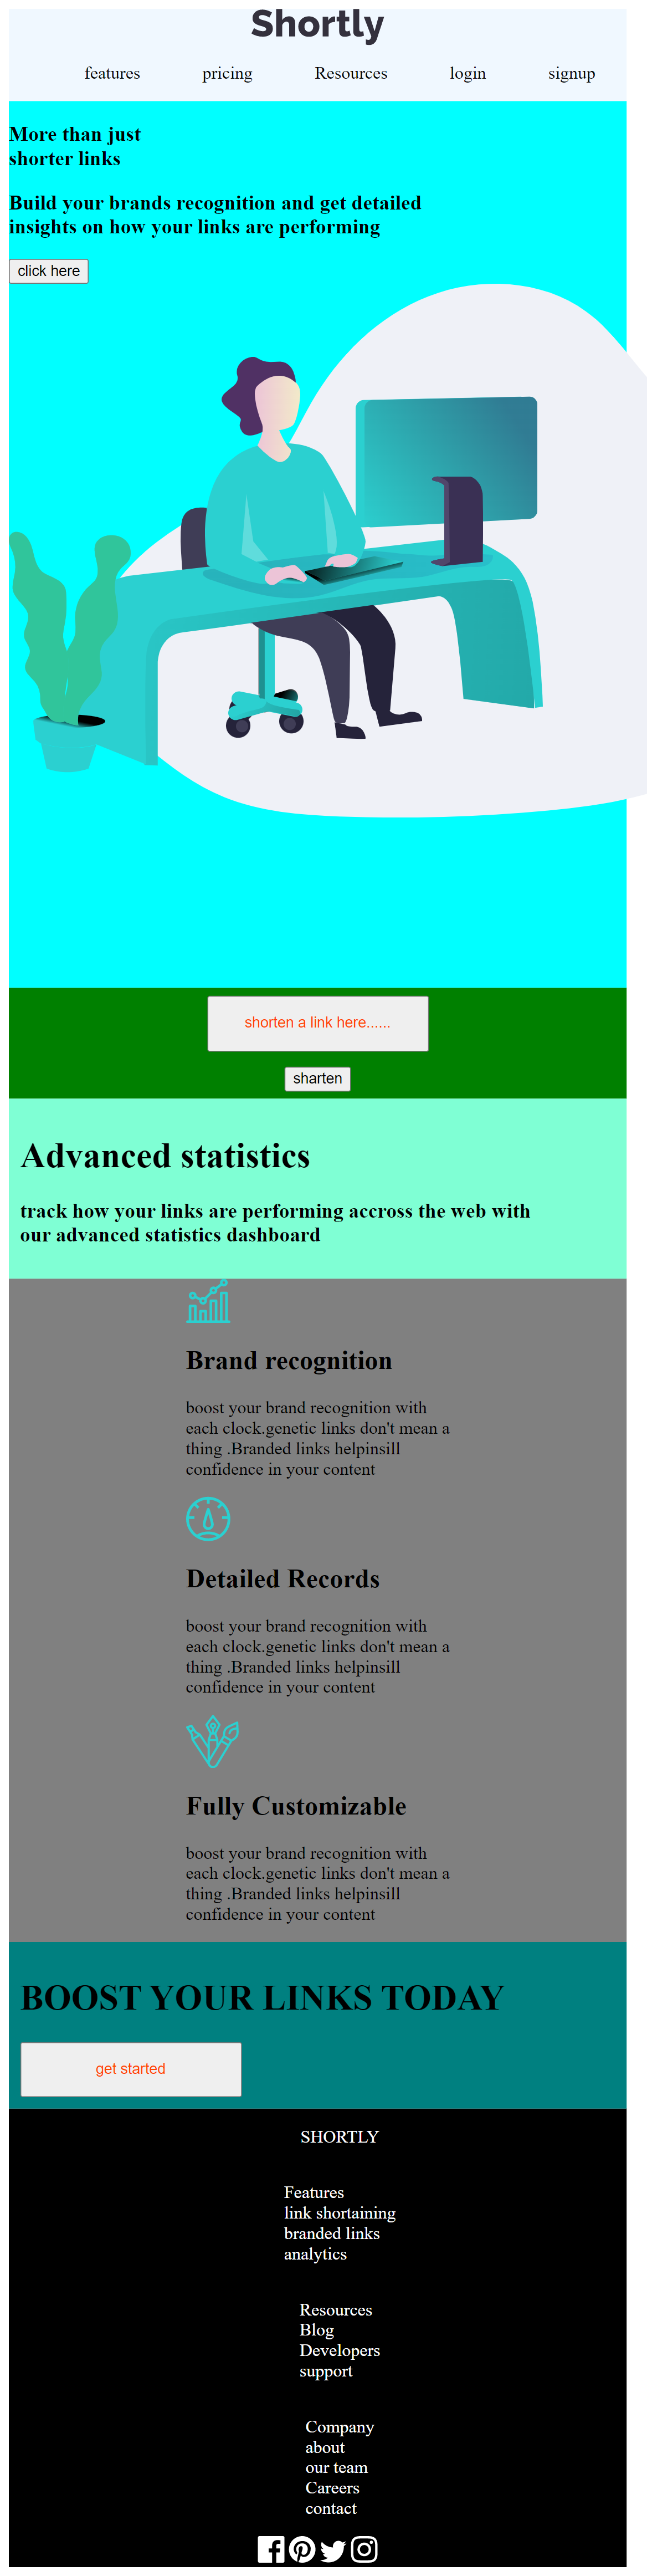 Shortly
features pricing Resources login signup
More than just
shorter links
Build your brands recognition and get detailed
insights on how your links are performing
click here
shorten a link here......
sharten
Advanced statistics
track how your links are performing accross the web with
our advanced statistics dashboard
Brand recognition
boost your brand recognition with
each clock.genetic links don't mean a
thing .Branded links helpinsill
confidence in your content
Detailed Records
boost your brand recognition with
each clock.genetic links don't mean a
thing .Branded links helpinsill
confidence in your content
Fully Customizable
boost your brand recognition with
each clock.genetic links don't mean a
thing .Branded links helpinsill
confidence in your content
BOOST YOUR LINKS TODAY
get started
SHORTLY
Features
link shortaining
branded links
analytics
Resources
Blog
Developers
support
Company
about
our team
Careers
contact